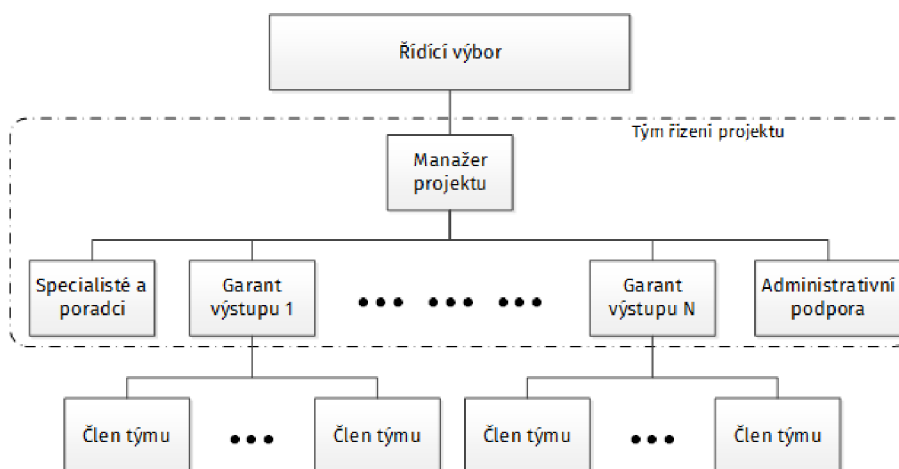 Řídící výbor
Tým řízení projektu
Manažer
projektu
Specialisté a
poradci
Garant
výstupu 1
Garant
výstupu N
Administrativní
podpora
Člen týmu
Člen týmu
Člen týmu
Člen týmu